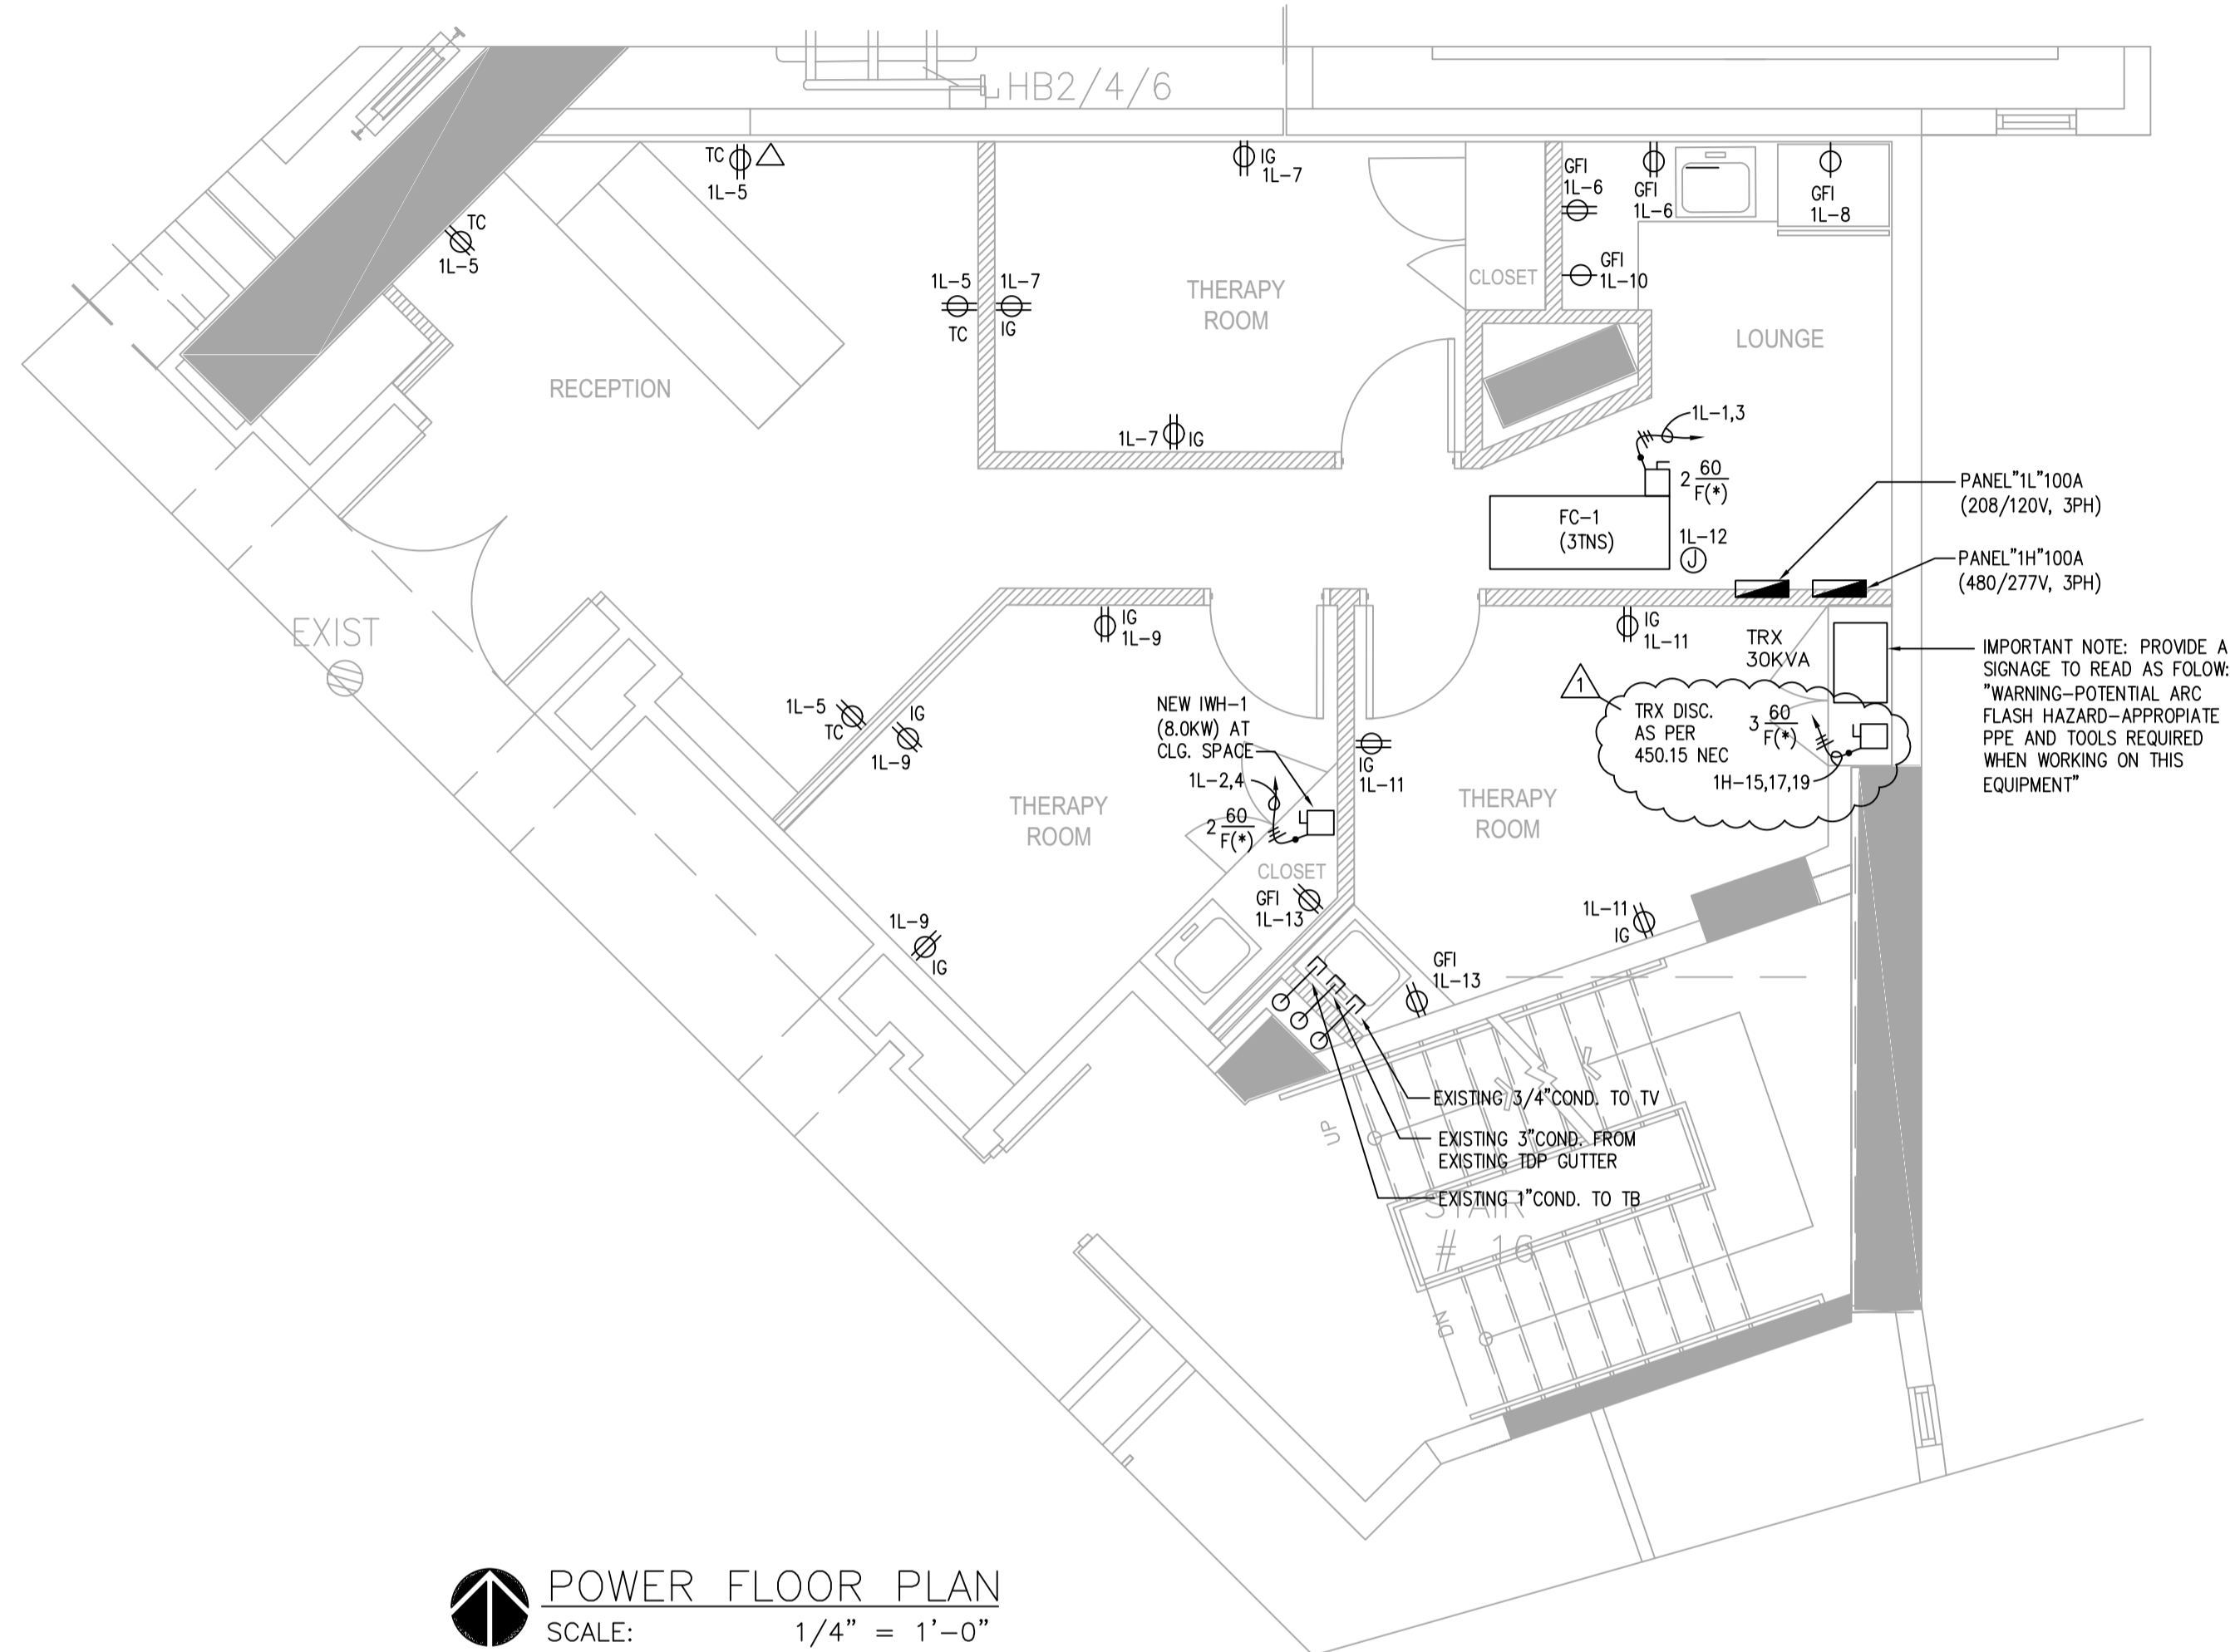 HB2/4/6
TC
1L-5
TC
1L-5
IG
1L-7
GFI
1L-6
GFI
1L-6
GFI
1L-8
GFI
1L-10
1L-5
TC
1L-7
IG
THERAPY
ROOM
CLOSET
LOUNGE
RECEPTION
1L-7 IG
1L-1,3
2 60
F(*)
FC-1
(3TNS)
1L-12
J
PANEL"1L"100A
(208/120V, 3PH)
PANEL"1H"100A
(480/277V, 3PH)
EXIST
IG
1L-9
IG
1L-11
TRX
30KVA
IMPORTANT NOTE: PROVIDE A
SIGNAGE TO READ AS FOLOW:
"WARNING-POTENTIAL ARC
FLASH HAZARD-APPROPIATE
PPE AND TOOLS REQUIRED
WHEN WORKING ON THIS
EQUIPMENT"
1
TRX DISC.
AS PER
450.15 NEC
3 60
F(*)
1H-15,17,19
1L-5
TC
IG
1L-9
NEW IWH-1
(8.0KW) AT
CLG. SPACE
1L-2,4
2 60
F(*)
IG
1L-11
THERAPY
ROOM
THERAPY
ROOM
CLOSET
GFI
1L-13
1L-9
IG
1L-11
IG
GFI
1L-13
EXISTING 3/4"COND. TO TV
UP
EXISTING 3"COND. FROM
EXISTING TDP GUTTER
EXISTING 1"COND. TO TB
STAIR
# 16
DN
POWER FLOOR PLAN
SCALE: 1/4" = 1'-0"